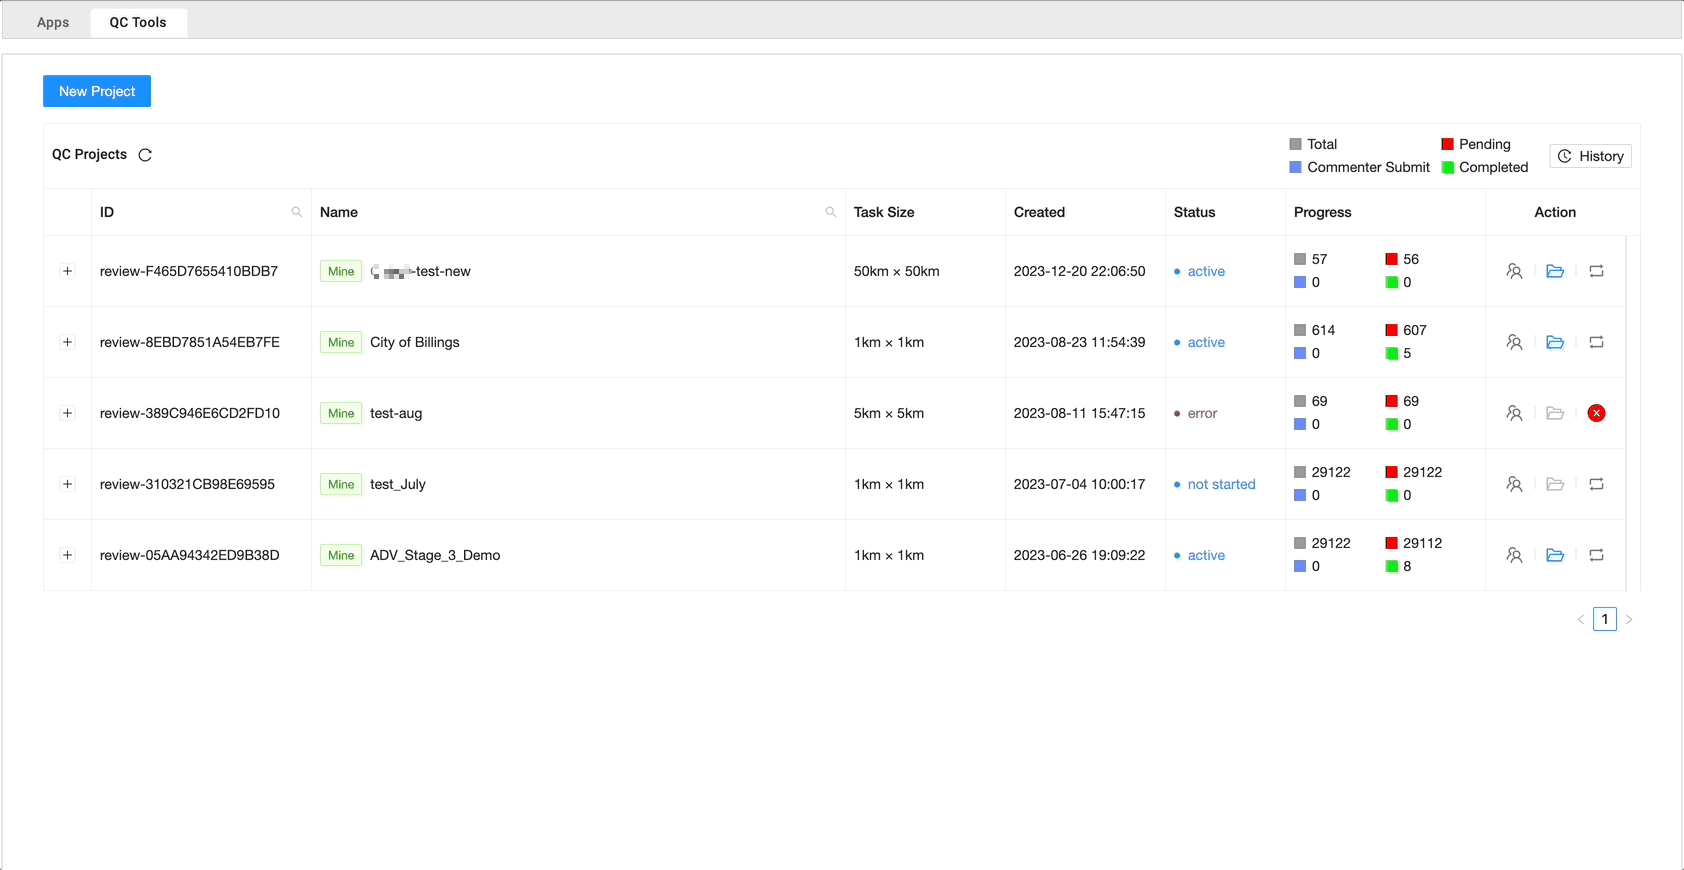 Apps QC Tools
New Project
QC Projects
Total Pending
Commenter Submit Completed
History
ID Name Task Size Created Status Progress Action
review-F465D7655410BDB7 Mine -test-new 50km × 50km 2023-12-20 22:06:50 active 57 56
0 0
review-8EBD7851A54EB7FE Mine City of Billings 1km × 1km 2023-08-23 11:54:39 active 614 607
0 5
review-389C946E6CD2FD10 Mine test-aug 5km × 5km 2023-08-11 15:47:15 error 69 69
0 0
review-310321CB98E69595 Mine test_July 1km × 1km 2023-07-04 10:00:17 not started 29122 29122
0 0
review-05AA94342ED9B38D Mine ADV_Stage_3_Demo 1km × 1km 2023-06-26 19:09:22 active 29122 29112
0 8
1